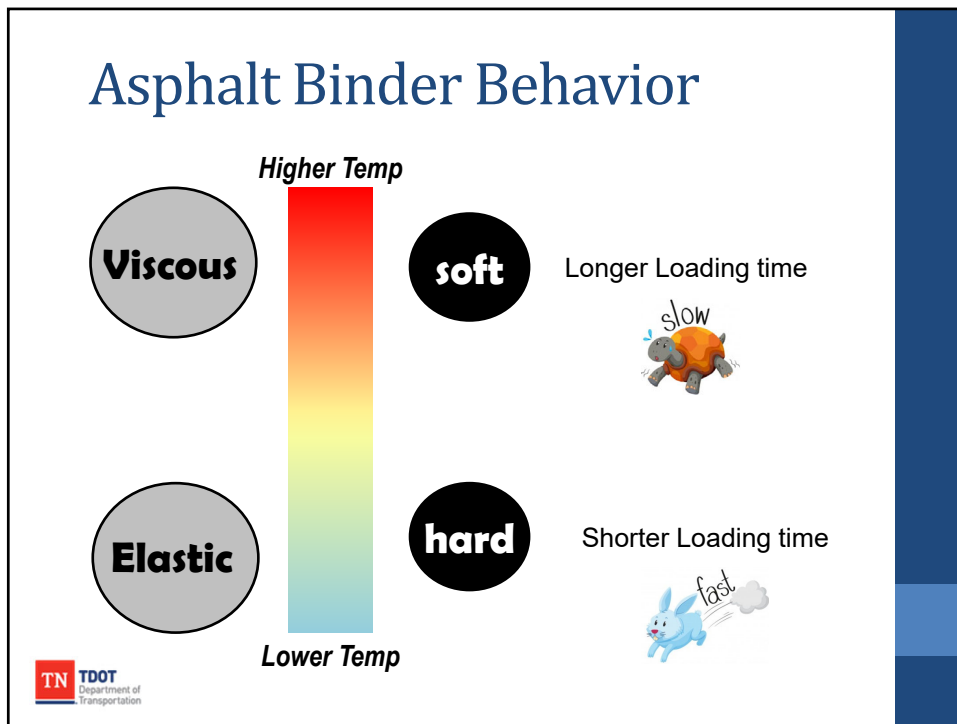 Asphalt Binder Behavior
Higher Temp
Viscous
soft
Longer Loading time
slow
Elastic
hard
Shorter Loading time
fast
Lower Temp
TN
TDOT
Department of
Transportation